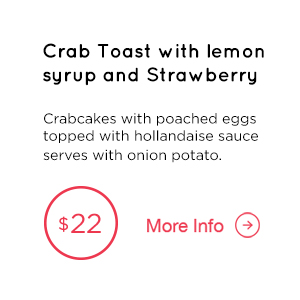 Crab Toast with lemon
syrup and Strawberry
Crabcakes with poached eggs
topped with hollandaise sauce
serves with onion potato.
$22
More Info